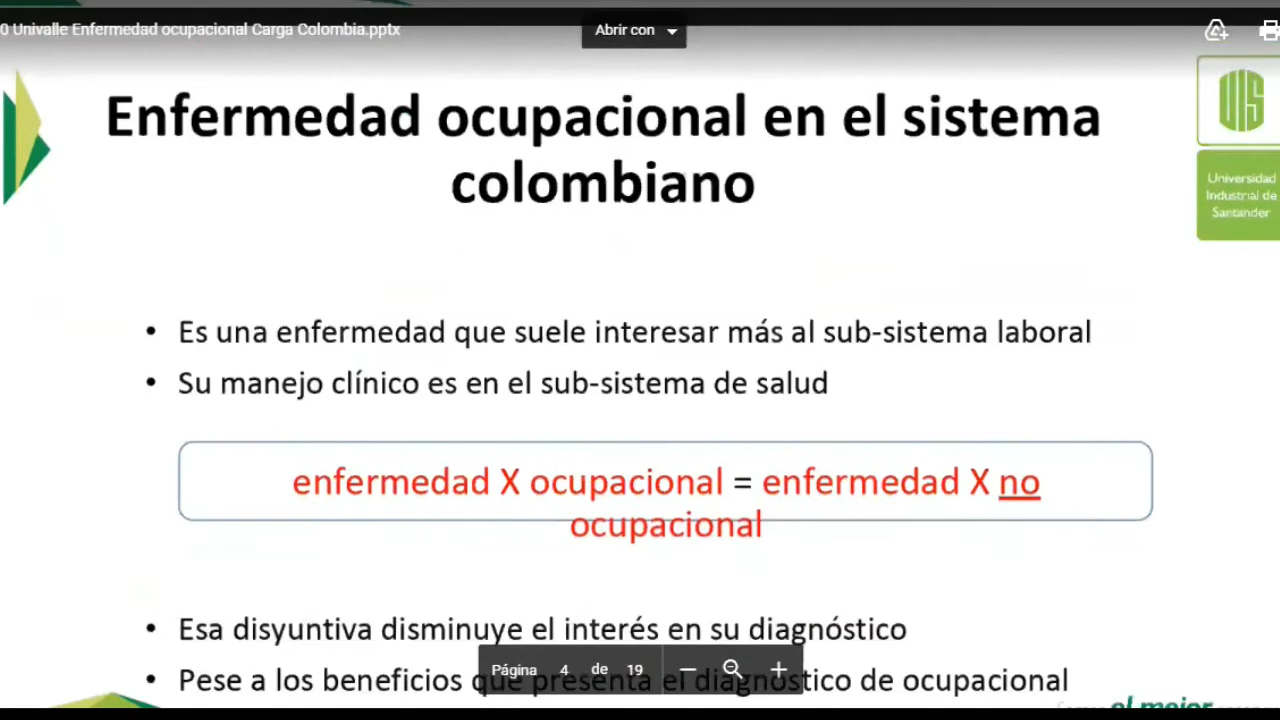 0 Univalle Enfermedad ocupacional Carga Colombia.pptx
Abrir con
Enfermedad ocupacional en el sistema
colombiano
Universidad
Industrial de
Santander
• Es una enfermedad que suele interesar más al sub-sistema laboral
• Su manejo clínico es en el sub-sistema de salud
enfermedad X ocupacional = enfermedad X no
ocupacional
• Esa disyuntiva disminuye el interés en su diagnóstico
• Pese a los beneficios que presenta el diagnóstico de ocupacional
Página 4 de 19
el mejor